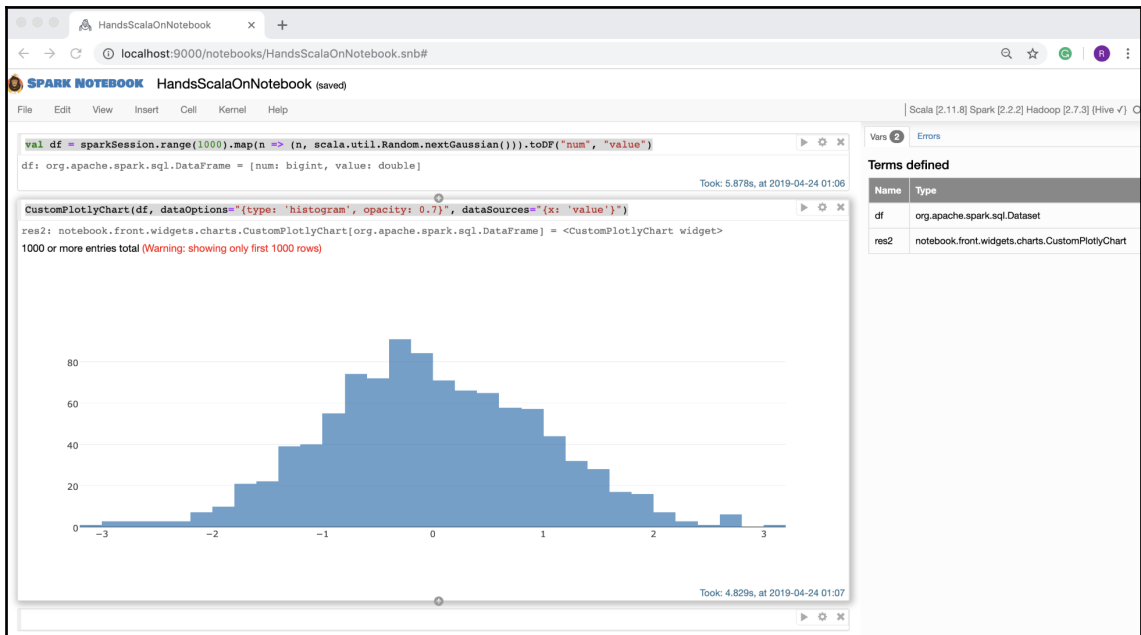 HandsScalaOnNotebook
localhost:9000/notebooks/HandsScalaOnNotebook.snb#
R
SPARK NOTEBOOK HandsScalaOnNotebook (saved)
File Edit View Insert Cell Kernel Help
Scala [2.11.8] Spark [2.2.2] Hadoop [2.7.3] {Hive ✓}
val df = sparkSession.range(1000).map(n => (n, scala.util.Random.nextGaussian())).toDF("num", "value")
df: org.apache.spark.sql.DataFrame = [num: bigint, value: double]
Took: 5.878s, at 2019-04-24 01:06
CustomPlotlyChart(df, dataOptions="{type: 'histogram', opacity: 0.7}", dataSources="{x: 'value'}")
res2: notebook.front.widgets.charts.CustomPlotlyChart[org.apache.spark.sql.DataFrame] = <CustomPlotlyChart widget>
1000 or more entries total (Warning: showing only first 1000 rows)
80
60
40
20
0
−3 −2 −1 0 1 2 3
Took: 4.829s, at 2019-04-24 01:07
Vars 2 Errors
Terms defined
Name Type
df org.apache.spark.sql.Dataset
res2 notebook.front.widgets.charts.CustomPlotlyChart